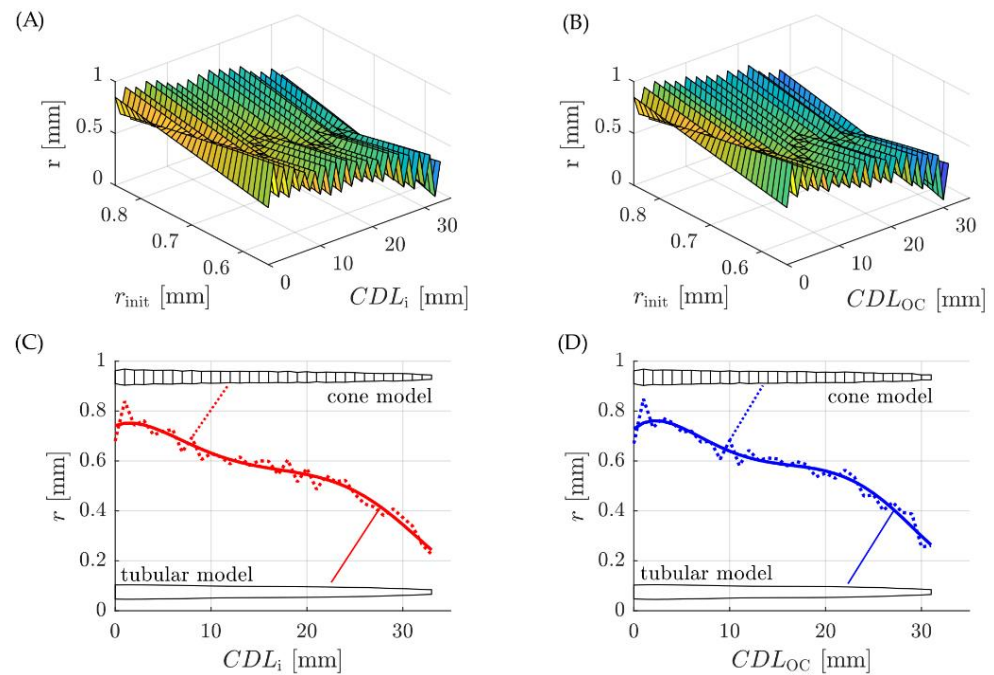 (A)
1
0.5
0
r [mm]
0.8
0.7
0.6
r_init [mm]
0
10
20
30
CDL_i [mm]
(B)
1
0.5
0
r [mm]
0.8
0.7
0.6
r_init [mm]
0
10
20
30
CDL_OC [mm]
(C)
1
0.8
0.6
0.4
0.2
0
r [mm]
cone model
tubular model
0
10
20
30
CDL_i [mm]
(D)
1
0.8
0.6
0.4
0.2
0
r [mm]
cone model
tubular model
0
10
20
30
CDL_OC [mm]